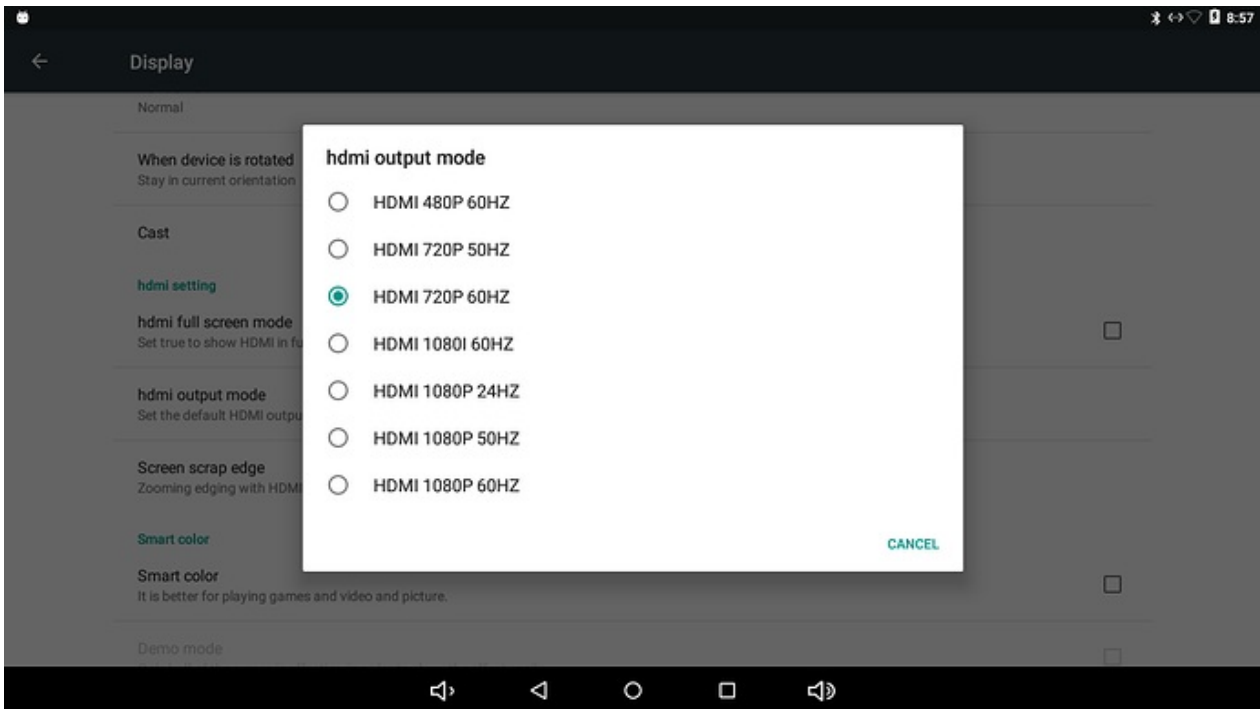 8:57
Display
Normal
When device is rotated
Stay in current orientation
Cast
hdmi setting
hdmi full screen mode
Set true to show HDMI in fu
hdmi output mode
Set the default HDMI outpu
Screen scrap edge
Zooming edging with HDMI
Smart color
Smart color
It is better for playing games and video and picture.
Demo mode
hdmi output mode
HDMI 480P 60HZ
HDMI 720P 50HZ
HDMI 720P 60HZ
HDMI 1080I 60HZ
HDMI 1080P 24HZ
HDMI 1080P 50HZ
HDMI 1080P 60HZ
CANCEL